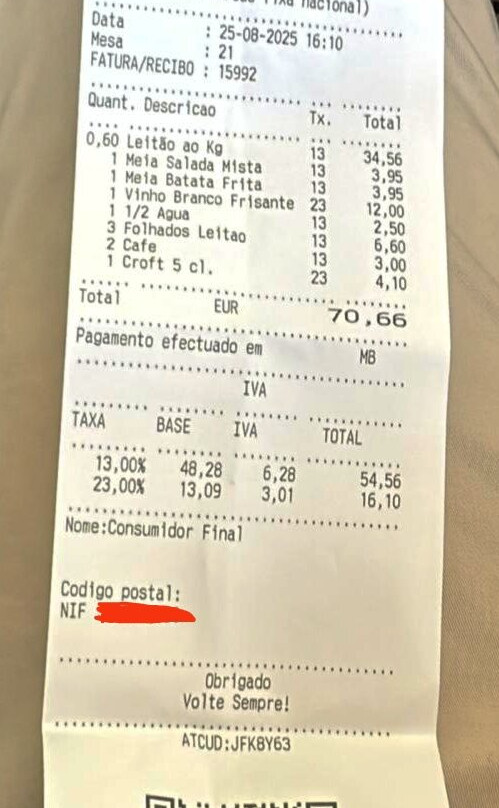 nacional)
Data : 25-08-2025 16:10
Mesa : 21
FATURA/RECIBO : 15992
Quant. Descricao Tx. Total
0,60 Leitão ao Kg 13 34,56
1 Meia Salada Mista 13 3,95
1 Meia Batata Frita 13 3,95
1 Vinho Branco Frisante 23 12,00
1 1/2 Agua 13 2,50
3 Folhados Leitao 13 6,60
2 Cafe 13 3,00
1 Croft 5 cl. 23 4,10
Total EUR 70,66
Pagamento efectuado em MB
IVA
TAXA BASE IVA TOTAL
13,00% 48,28 6,28 54,56
23,00% 13,09 3,01 16,10
Nome:Consumidor Final
Codigo postal:
NIF
Obrigado
Volte Sempre!
ATCUD:JFK8Y63